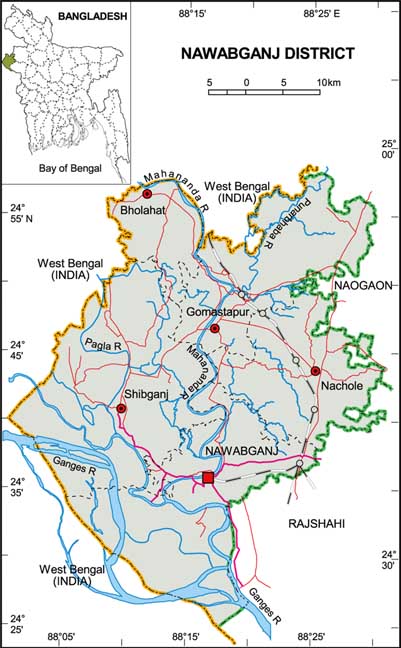 88°15'
88°25' E
BANGLADESH
Bay of Bengal
NAWABGANJ DISTRICT
5 0 5 10km
25°
00'
24°
55' N
Mahananda R
Bholahat
West Bengal
(INDIA)
Punarbhaba R
West Bengal
(INDIA)
NAOGAON
Gomastapur
24°
45'
Pagla R
Mahananda R
Nachole
Shibganj
NAWABGANJ
Ganges R
24°
35'
RAJSHAHI
West Bengal
(INDIA)
24°
30'
Ganges R
24°
25'
88°05'
88°15'
88°25'